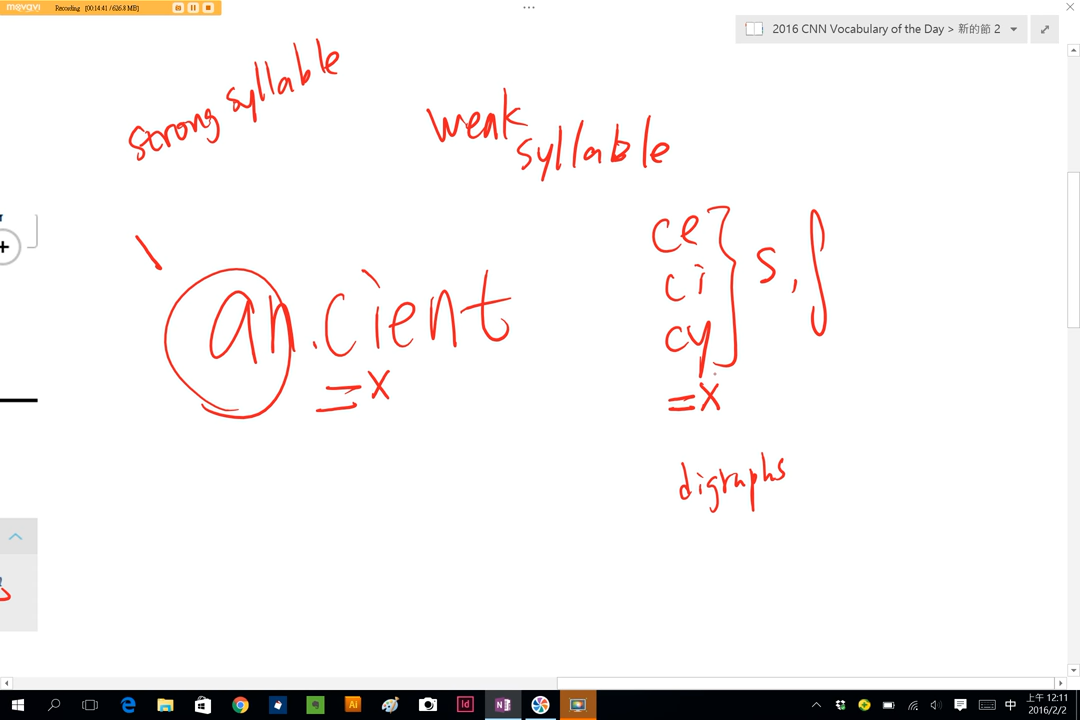 movavi Recording [00:14:41 / 626.8 MB]
2016 CNN Vocabulary of the Day > 新的節 2
strong syllable
weak
syllable
ce
ci
s, ʃ
an.cient
cy
=x
=x
digraphs
上午 12:11
中
2016/2/2